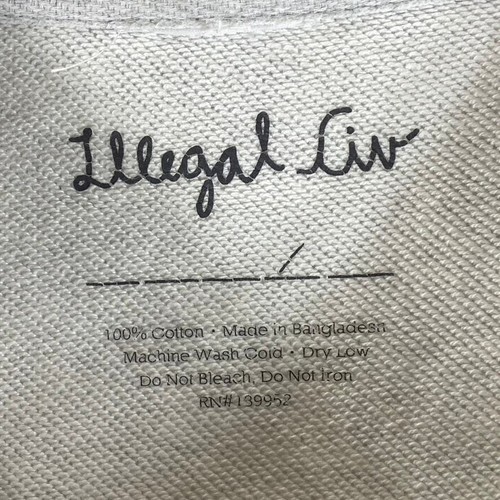 Illegal Civ
100% Cotton • Made in Bangladesh
Machine Wash Cold • Dry Low
Do Not Bleach, Do Not Iron
RN#139952